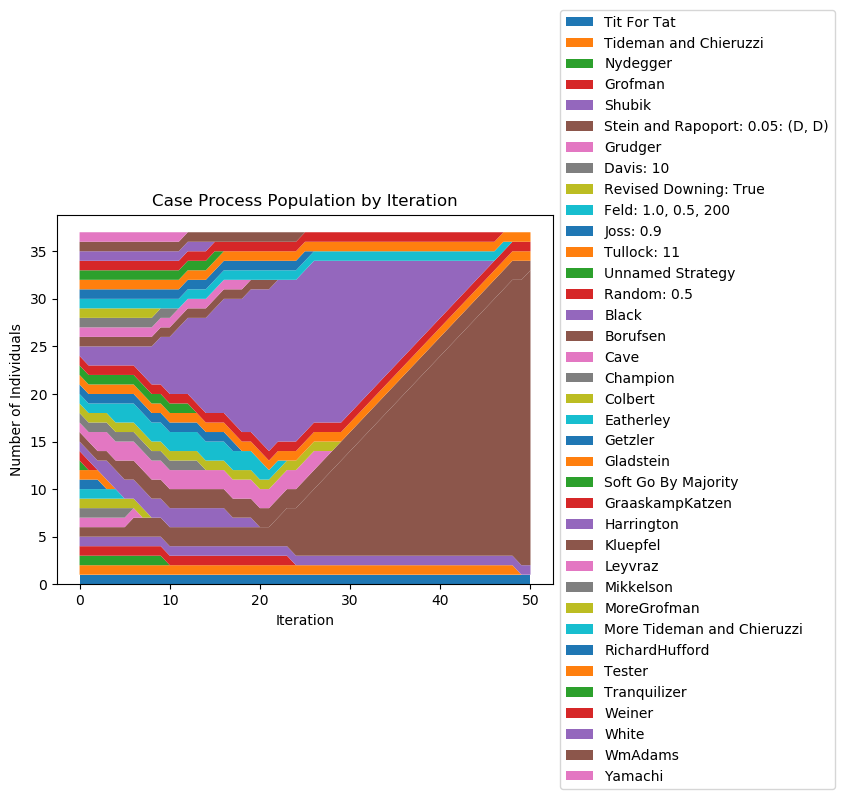 Case Process Population by Iteration
Number of Individuals
35
30
25
20
15
10
5
0
0 10 20 30 40 50
Iteration
Tit For Tat
Tideman and Chieruzzi
Nydegger
Grofman
Shubik
Stein and Rapoport: 0.05: (D, D)
Grudger
Davis: 10
Revised Downing: True
Feld: 1.0, 0.5, 200
Joss: 0.9
Tullock: 11
Unnamed Strategy
Random: 0.5
Black
Borufsen
Cave
Champion
Colbert
Eatherley
Getzler
Gladstein
Soft Go By Majority
GraaskampKatzen
Harrington
Kluepfel
Leyvraz
Mikkelson
MoreGrofman
More Tideman and Chieruzzi
RichardHufford
Tester
Tranquilizer
Weiner
White
WmAdams
Yamachi